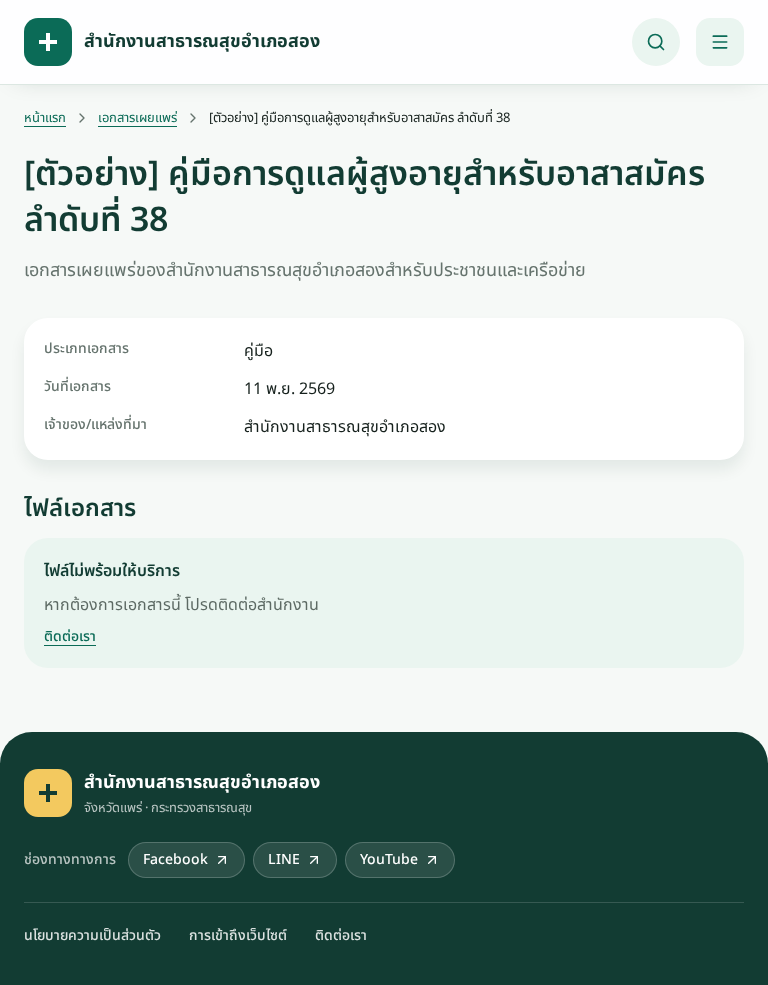 สำนักงานสาธารณสุขอำเภอสอง
หน้าแรก > เอกสารเผยแพร่ > [ตัวอย่าง] คู่มือการดูแลผู้สูงอายุสำหรับอาสาสมัคร ลำดับที่ 38
[ตัวอย่าง] คู่มือการดูแลผู้สูงอายุสำหรับอาสาสมัคร
ลำดับที่ 38
เอกสารเผยแพร่ของสำนักงานสาธารณสุขอำเภอสองสำหรับประชาชนและเครือข่าย
ประเภทเอกสาร คู่มือ
วันที่เอกสาร 11 พ.ย. 2569
เจ้าของ/แหล่งที่มา สำนักงานสาธารณสุขอำเภอสอง
ไฟล์เอกสาร
ไฟล์ไม่พร้อมให้บริการ
หากต้องการเอกสารนี้ โปรดติดต่อสำนักงาน
ติดต่อเรา
สำนักงานสาธารณสุขอำเภอสอง
จังหวัดแพร่ · กระทรวงสาธารณสุข
ช่องทางทางการ Facebook LINE YouTube
นโยบายความเป็นส่วนตัว การเข้าถึงเว็บไซต์ ติดต่อเรา